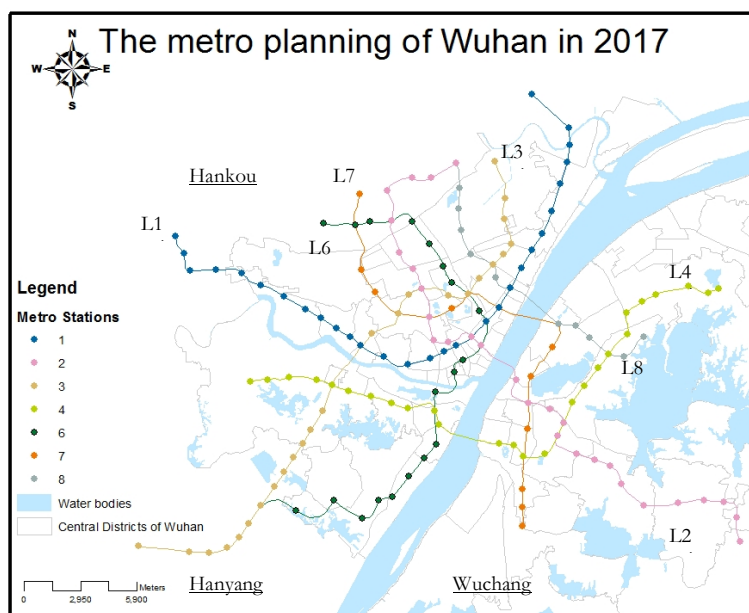 The metro planning of Wuhan in 2017
N
W E
S
Hankou
L3
L7
L1
L6
L4
L8
L2
Legend
Metro Stations
1
2
3
4
6
7
8
Water bodies
Central Districts of Wuhan
Meters
0 2,950 5,900
Hanyang
Wuchang